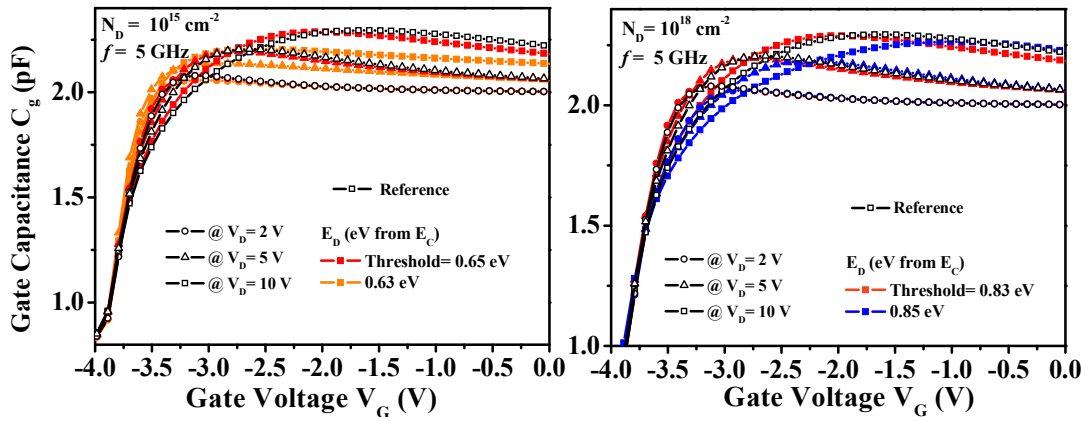 N_D = 10^15 cm^-2
f = 5 GHz
Reference
@ V_D = 2 V
@ V_D = 5 V
@ V_D = 10 V
E_D (eV from E_C)
Threshold= 0.65 eV
0.63 eV
Gate Capacitance C_g (pF)
2.0
1.5
1.0
-4.0 -3.5 -3.0 -2.5 -2.0 -1.5 -1.0 -0.5 0.0
Gate Voltage V_G (V)
N_D = 10^18 cm^-2
f = 5 GHz
Reference
@ V_D = 2 V
@ V_D = 5 V
@ V_D = 10 V
E_D (eV from E_C)
Threshold= 0.83 eV
0.85 eV
2.0
1.5
1.0
-4.0 -3.5 -3.0 -2.5 -2.0 -1.5 -1.0 -0.5 0.0
Gate Voltage V_G (V)